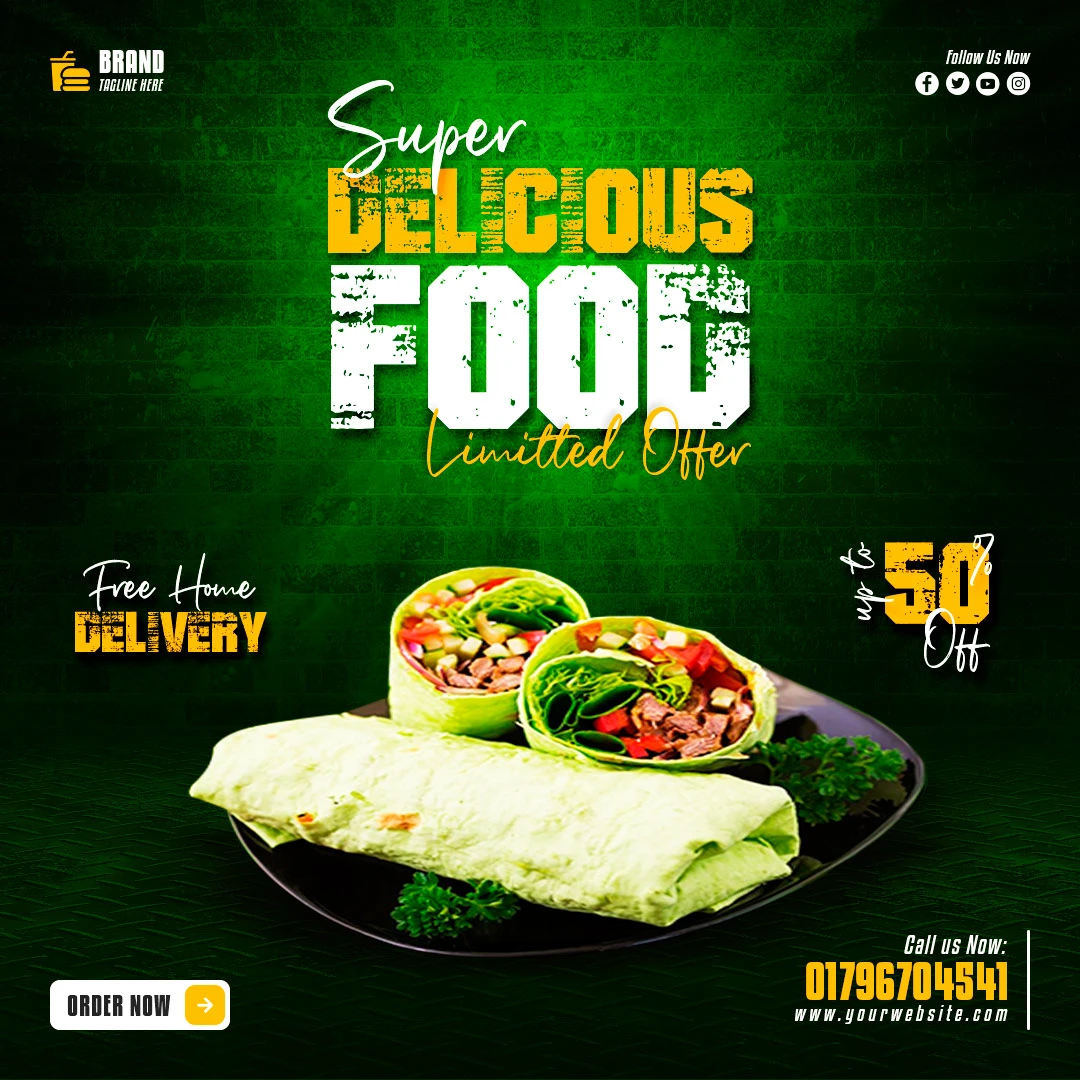 BRAND
TAGLINE HERE
Follow Us Now
Super
DELICIOUS
FOOD
Limitted Offer
Free Home
DELIVERY
up to
50%
Off
Call us Now:
01796704541
www.yourwebsite.com
ORDER NOW